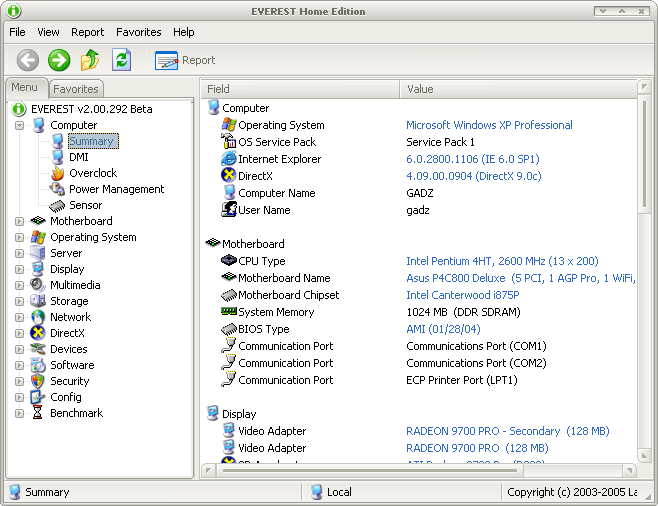 EVEREST Home Edition
File View Report Favorites Help
Report
Menu Favorites
EVEREST v2.00.292 Beta
Computer
Summary
DMI
Overclock
Power Management
Sensor
Motherboard
Operating System
Server
Display
Multimedia
Storage
Network
DirectX
Devices
Software
Security
Config
Benchmark
Field Value
Computer
Operating System Microsoft Windows XP Professional
OS Service Pack Service Pack 1
Internet Explorer 6.0.2800.1106 (IE 6.0 SP1)
DirectX 4.09.00.0904 (DirectX 9.0c)
Computer Name GADZ
User Name gadz
Motherboard
CPU Type Intel Pentium 4HT, 2600 MHz (13 x 200)
Motherboard Name Asus P4C800 Deluxe (5 PCI, 1 AGP Pro, 1 WiFi,
Motherboard Chipset Intel Canterwood i875P
System Memory 1024 MB (DDR SDRAM)
BIOS Type AMI (01/28/04)
Communication Port Communications Port (COM1)
Communication Port Communications Port (COM2)
Communication Port ECP Printer Port (LPT1)
Display
Video Adapter RADEON 9700 PRO - Secondary (128 MB)
Video Adapter RADEON 9700 PRO (128 MB)
Summary Local Copyright (c) 2003-2005 La